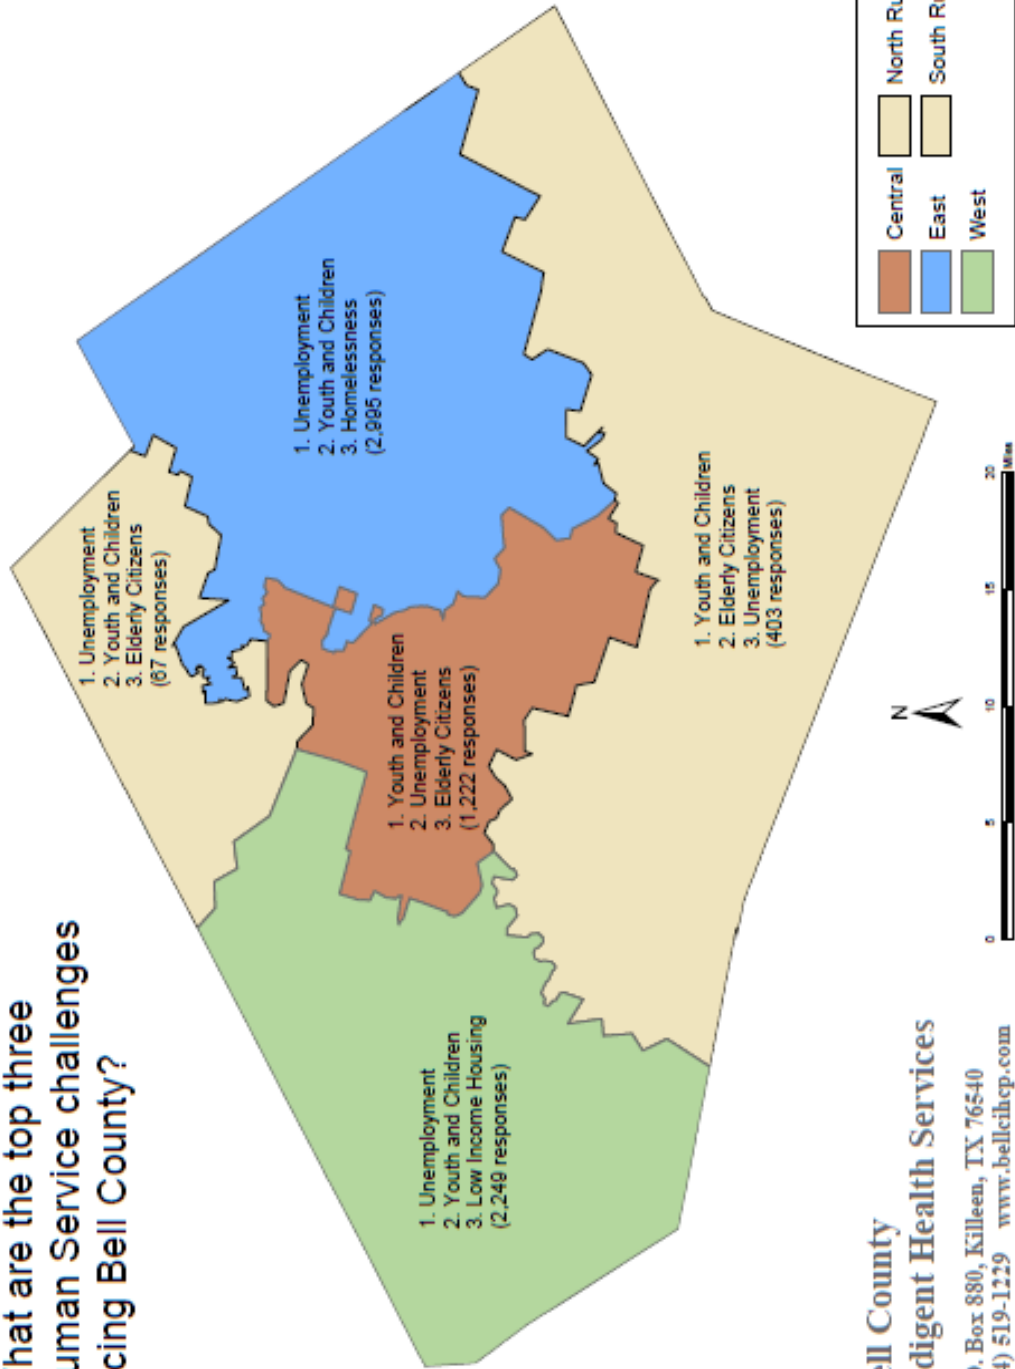 hat are the top three
uman Service challenges
cing Bell County?
1. Unemployment
2. Youth and Children
3. Elderly Citizens
(67 responses)
1. Unemployment
2. Youth and Children
3. Homelessness
(2,995 responses)
1. Youth and Children
2. Unemployment
3. Elderly Citizens
(1,222 responses)
1. Unemployment
2. Youth and Children
3. Low Income Housing
(2,249 responses)
1. Youth and Children
2. Elderly Citizens
3. Unemployment
(403 responses)
ell County
digent Health Services
. Box 880, Killeen, TX 76540
4) 519-1229 www.bellcihcp.com
N
0 5 10 15 20
Miles
Central North Ru
East South R
West